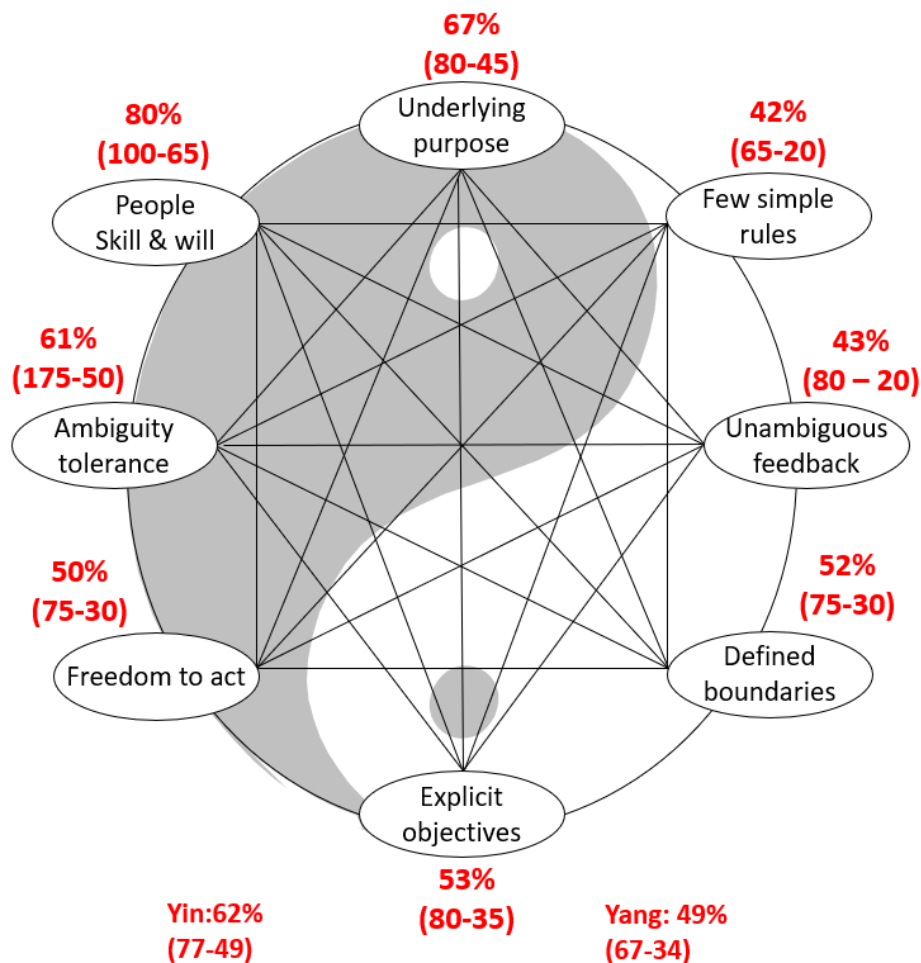 67%
(80-45)
Underlying
purpose
80%
(100-65)
People
Skill & will
42%
(65-20)
Few simple
rules
61%
(175-50)
Ambiguity
tolerance
43%
(80 – 20)
Unambiguous
feedback
50%
(75-30)
Freedom to act
52%
(75-30)
Defined
boundaries
Explicit
objectives
53%
(80-35)
Yin:62%
(77-49)
Yang: 49%
(67-34)